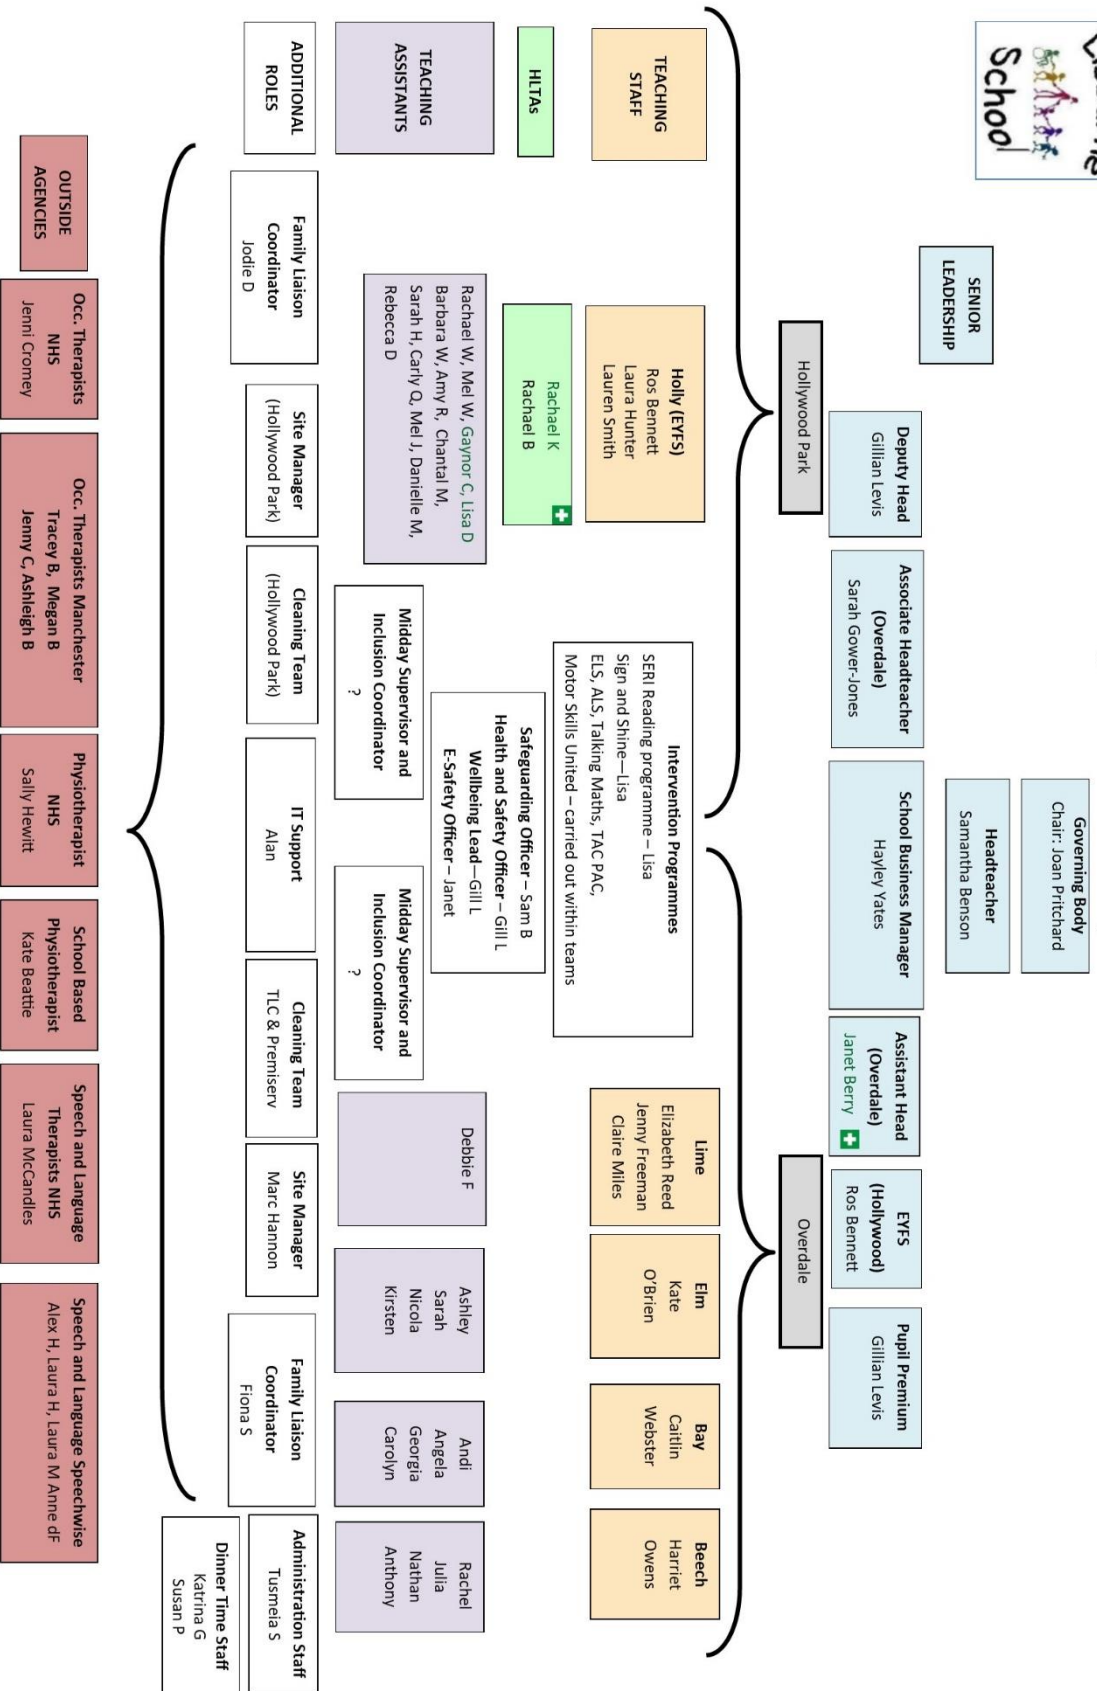 School
SENIOR
LEADERSHIP
Governing Body
Chair: Joan Pritchard
Headteacher
Samantha Benson
Deputy Head
Gillian Levis
Associate Headteacher
(Overdale)
Sarah Gower-Jones
School Business Manager
Hayley Yates
Assistant Head
(Overdale)
Janet Berry
EYFS
(Hollywood)
Ros Bennett
Pupil Premium
Gillian Levis
Hollywood Park
Overdale
TEACHING
STAFF
Holly (EYFS)
Ros Bennett
Laura Hunter
Lauren Smith
Intervention Programmes
SERI Reading programme – Lisa
Sign and Shine—Lisa
ELS, ALS, Talking Maths, TAC PAC,
Motor Skills United – carried out within teams
Lime
Elizabeth Reed
Jenny Freeman
Claire Miles
Elm
Kate
O'Brien
Bay
Caitlin
Webster
Beech
Harriet
Owens
HLTAs
Rachael K
Rachael B
Safeguarding Officer – Sam B
Health and Safety Officer – Gill L
Wellbeing Lead—Gill L
E-Safety Officer – Janet
TEACHING
ASSISTANTS
Rachael W, Mel W, Gaynor C, Lisa D
Barbara W, Amy R, Chantal M,
Sarah H, Carly Q, Mel J, Danielle M,
Rebecca D
Midday Supervisor and
Inclusion Coordinator
?
Midday Supervisor and
Inclusion Coordinator
?
Debbie F
Ashley
Sarah
Nicola
Kirsten
Andi
Angela
Georgia
Carolyn
Rachel
Julia
Nathan
Anthony
ADDITIONAL
ROLES
Family Liaison
Coordinator
Jodie D
Site Manager
(Hollywood Park)
Cleaning Team
(Hollywood Park)
IT Support
Alan
Cleaning Team
TLC & Premiserv
Site Manager
Marc Hannon
Family Liaison
Coordinator
Fiona S
Administration Staff
Tusmeia S
Dinner Time Staff
Katrina G
Susan P
OUTSIDE
AGENCIES
Occ. Therapists
NHS
Jenni Cromey
Occ. Therapists Manchester
Tracey B, Megan B
Jenny C, Ashleigh B
Physiotherapist
NHS
Sally Hewitt
School Based
Physiotherapist
Kate Beattie
Speech and Language
Therapists NHS
Laura McCandles
Speech and Language Speechwise
Alex H, Laura H, Laura M Anne dF